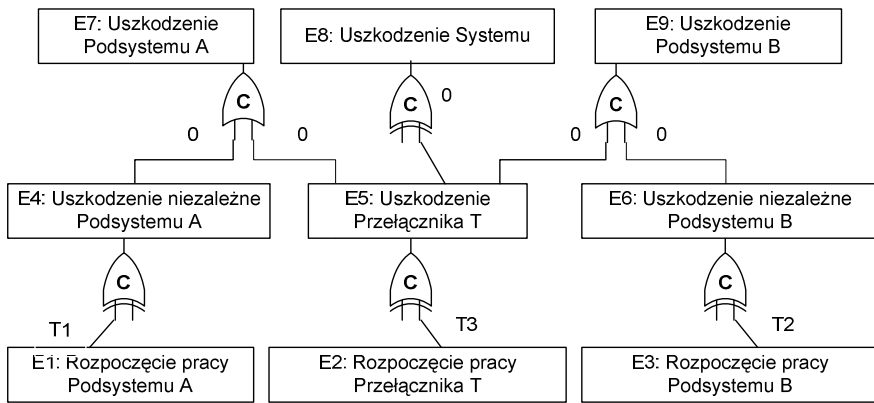 E7: Uszkodzenie
Podsystemu A
E8: Uszkodzenie Systemu
E9: Uszkodzenie
Podsystemu B
C
C
C
0
0
0
0
0
E4: Uszkodzenie niezależne
Podsystemu A
E5: Uszkodzenie
Przełącznika T
E6: Uszkodzenie niezależne
Podsystemu B
C
C
C
T1
T3
T2
E1: Rozpoczęcie pracy
Podsystemu A
E2: Rozpoczęcie pracy
Przełącznika T
E3: Rozpoczęcie pracy
Podsystemu B